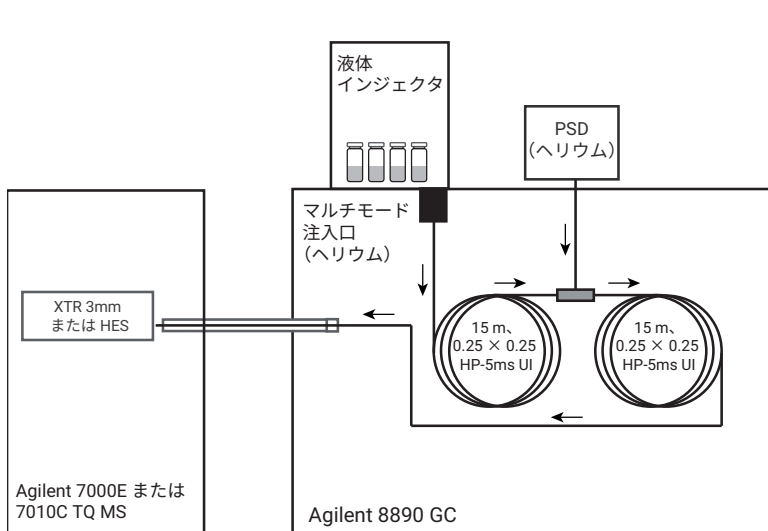 液体
インジェクタ
PSD
(ヘリウム)
マルチモード
注入口
(ヘリウム)
XTR 3mm
または HES
15 m、
0.25 × 0.25
HP-5ms UI
15 m、
0.25 × 0.25
HP-5ms UI
Agilent 7000E または
7010C TQ MS
Agilent 8890 GC